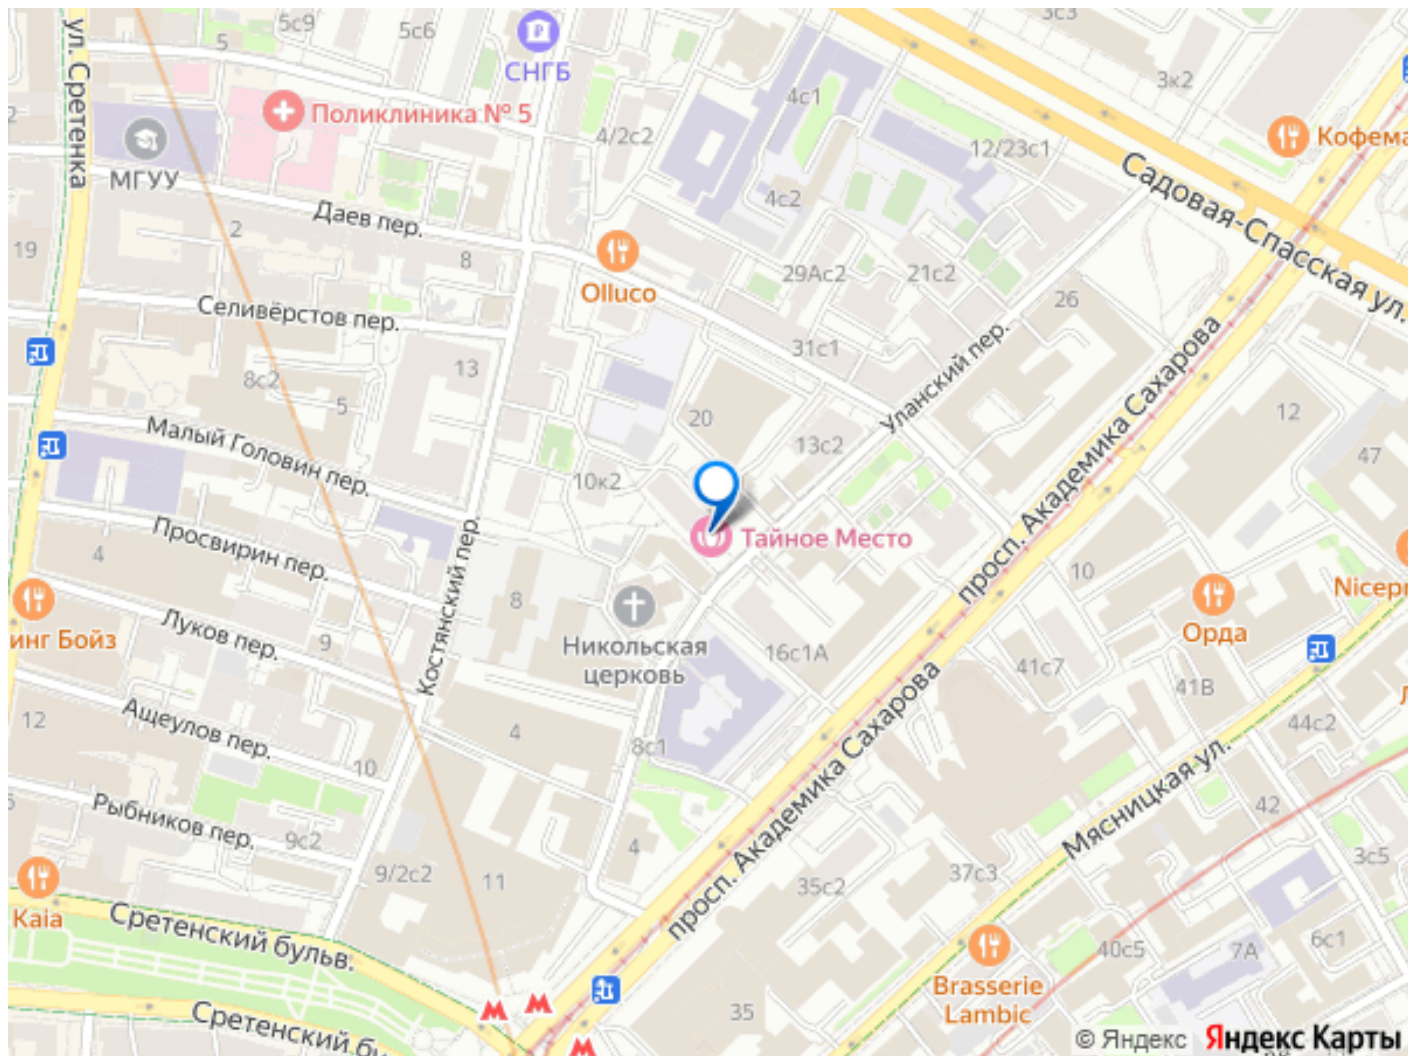 5с9
5с6
3с3
5
СНГБ
3к2
ул. Сретенка
Поликлиника № 5
4с1
4/2с2
12/23с1
Кофема
МГУУ
Садовая-Спасская ул.
Даев пер.
4с2
2
19
8
Olluco
29Ас2
21с2
26
Селивёрстов пер.
31с1
Уланский пер.
просп. Академика Сахарова
13
8с2
5
20
12
Малый Головин пер.
13с2
47
10к2
Просвирин пер.
Тайное Место
4
10
Костянский пер.
8
Nicepr
Луков пер.
Орда
инг Бойз
9
Никольская
церковь
16с1А
41с7
41В
Ащеулов пер.
12
4
8с1
44с2
просп. Академика Сахарова
Мясницкая ул.
10
Рыбников пер.
9с2
42
4
3с5
9/2с2
11
35с2
37с3
Kaia
Сретенский бульв.
6с1
40с5
7А
Brasserie
Lambic
35
Сретенский бу
© Яндекс Яндекс Карты